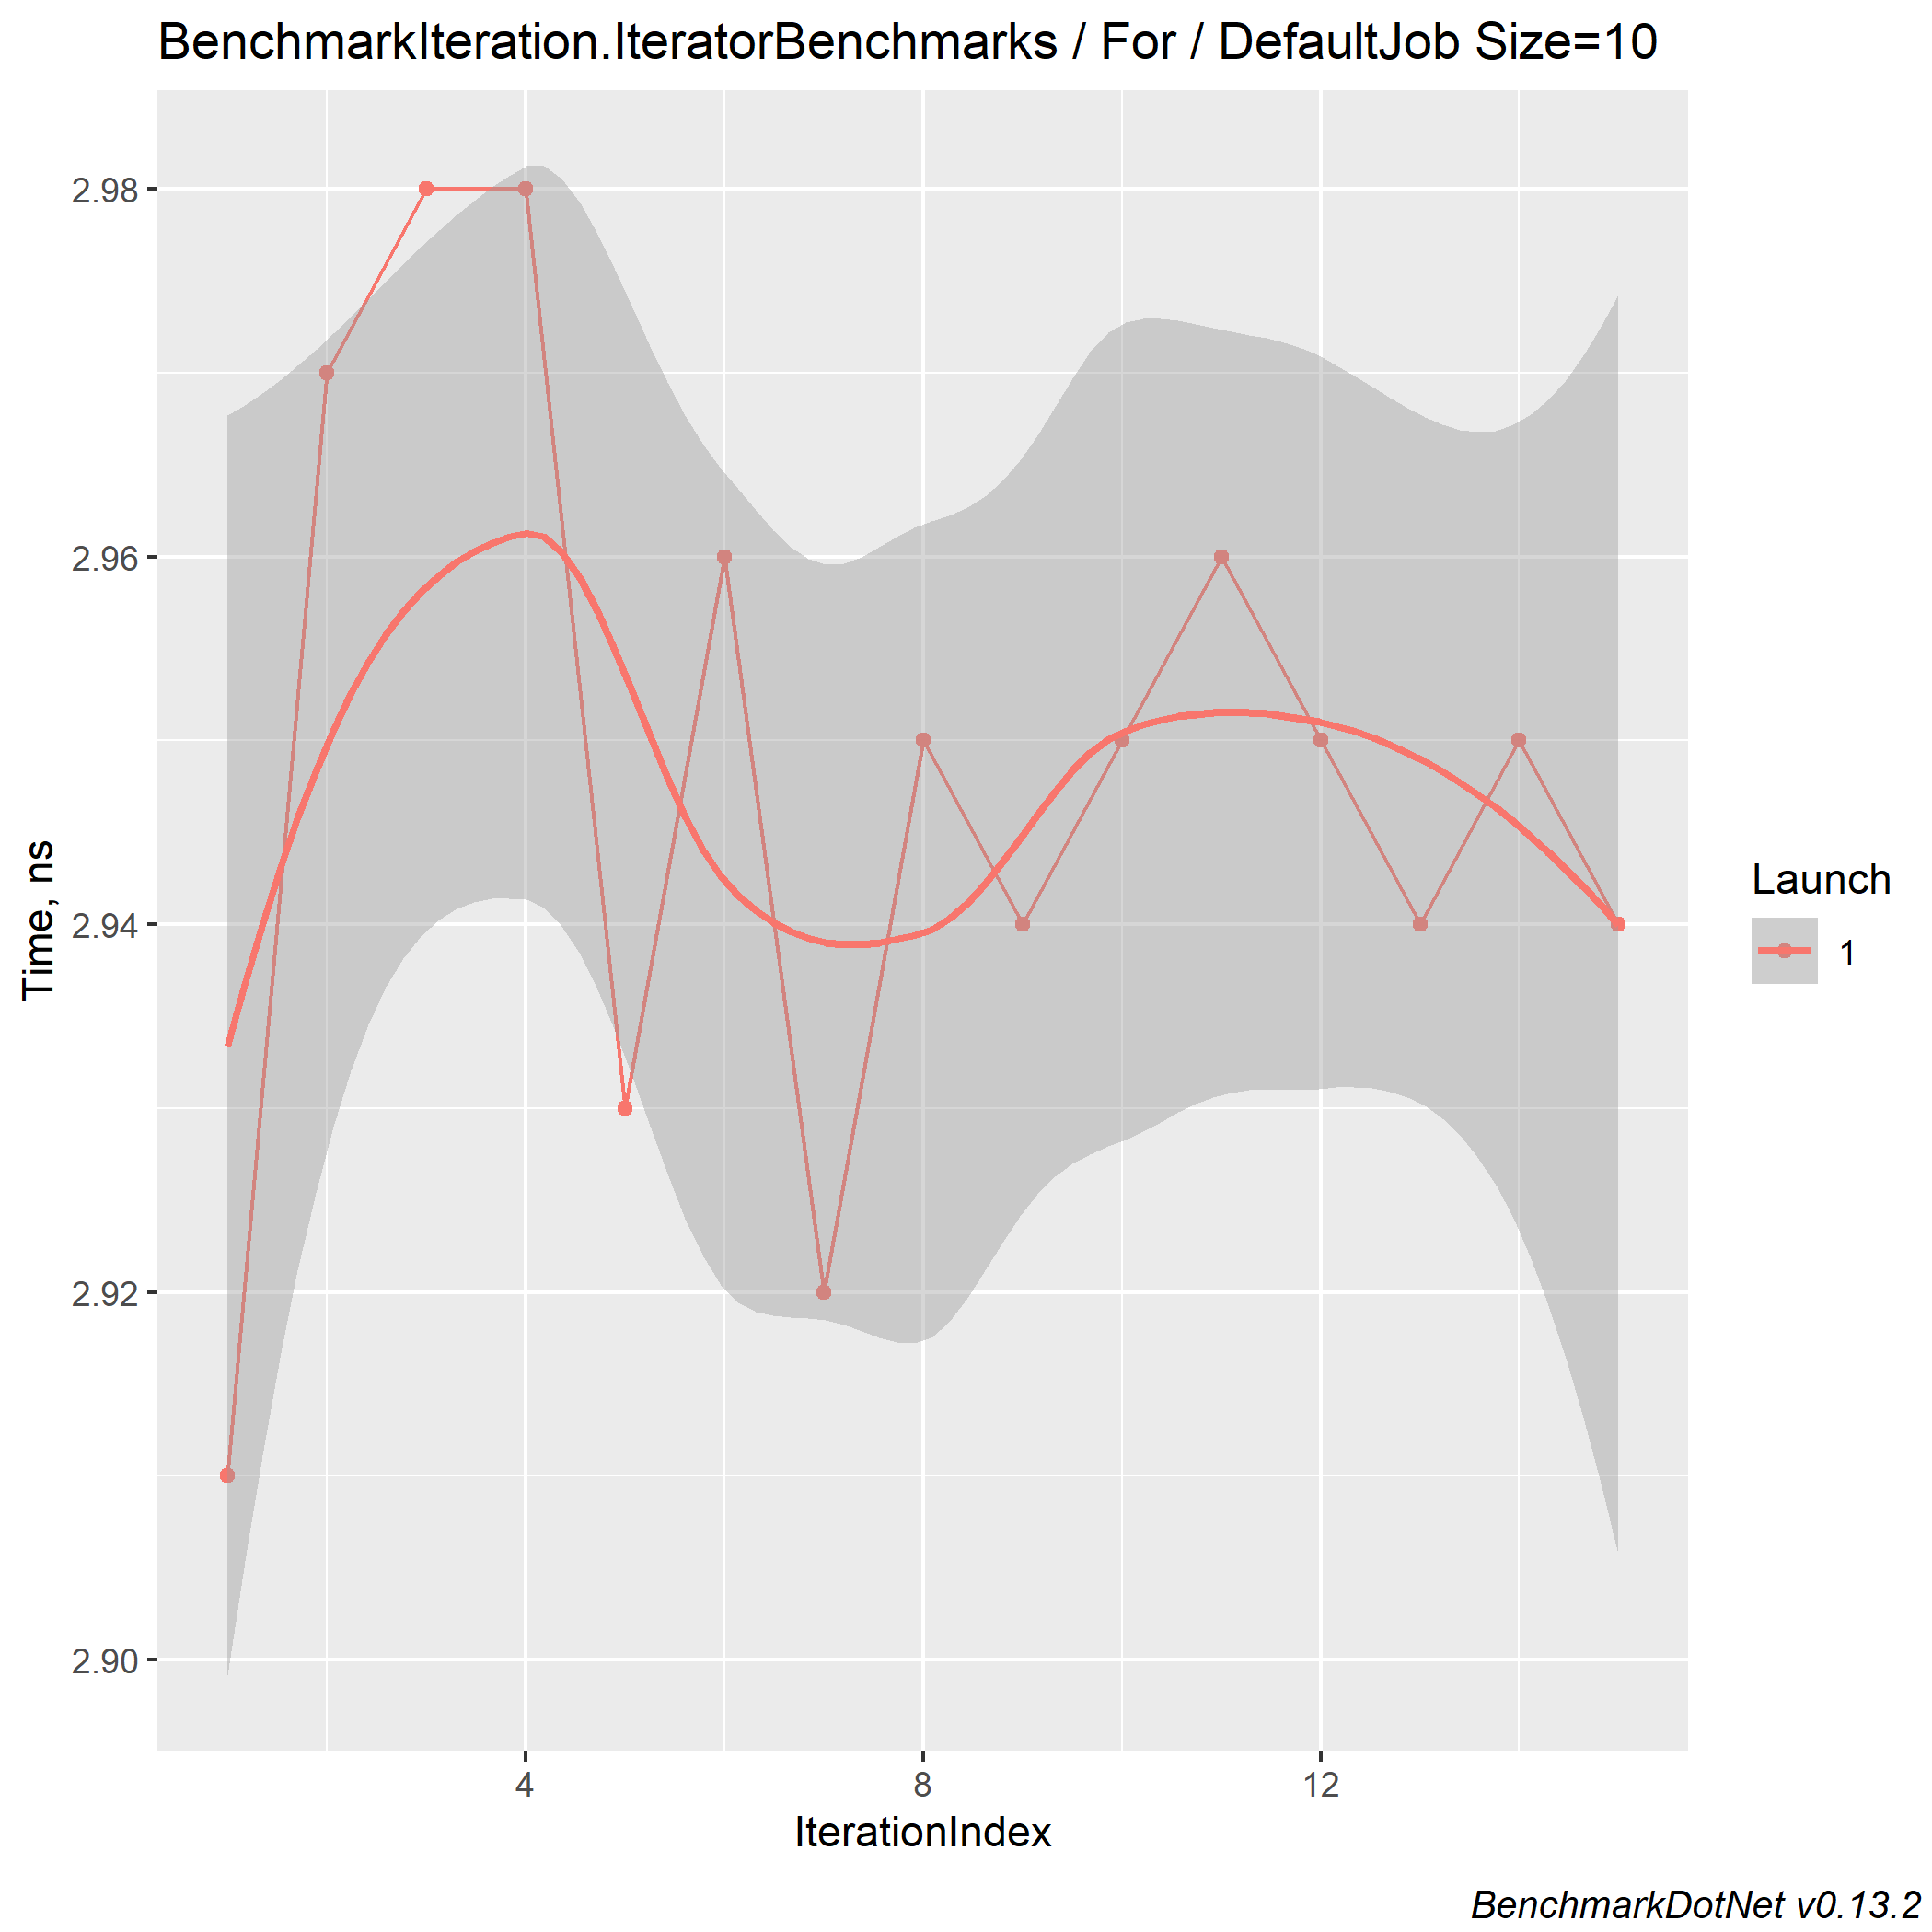 BenchmarkIteration.IteratorBenchmarks / For / DefaultJob Size=10
2.98
2.96
2.94
2.92
2.90
Time, ns
4 8 12
IterationIndex
Launch
1
BenchmarkDotNet v0.13.2